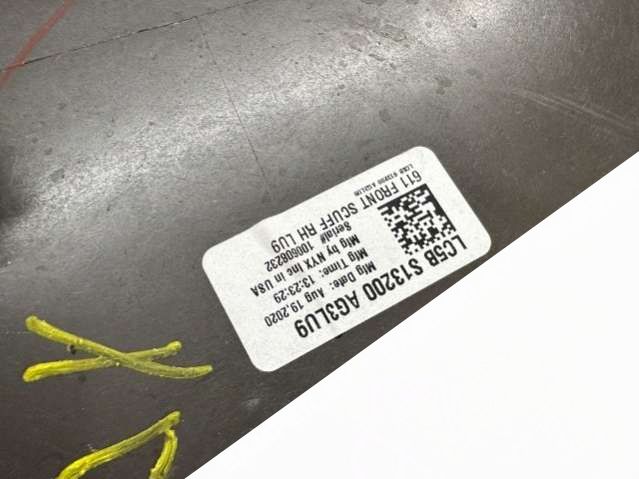 LC5B S13200 AG3LU9
Mfg Date: Aug 19,2020
Mfg Time: 13:23:29
Mfg by NYX Inc in USA
Serial# 100608232
611 FRONT SCUFF RH LU9